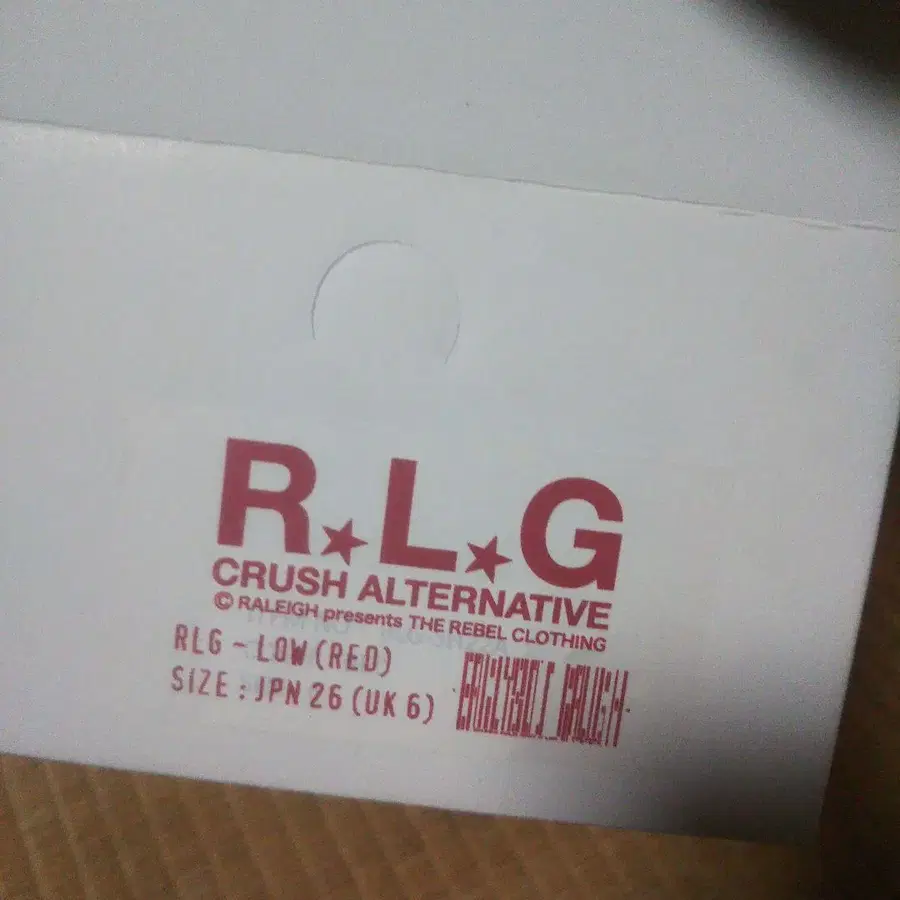 R★L★G
CRUSH ALTERNATIVE
© RALEIGH presents THE REBEL CLOTHING
RLG - LOW (RED)
SIZE : JPN 26 (UK 6)